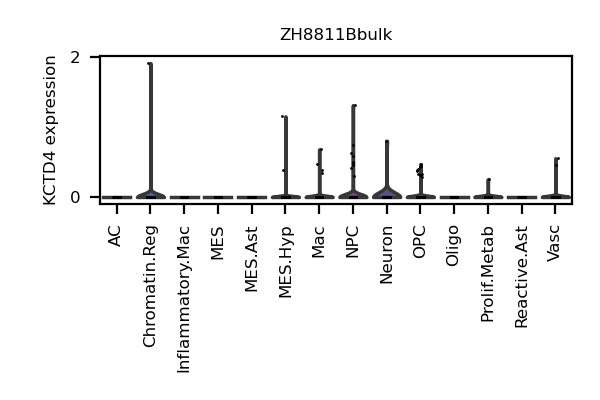 ZH8811Bbulk
KCTD4 expression
2
0
AC
Chromatin.Reg
Inflammatory.Mac
MES
MES.Ast
MES.Hyp
Mac
NPC
Neuron
OPC
Oligo
Prolif.Metab
Reactive.Ast
Vasc